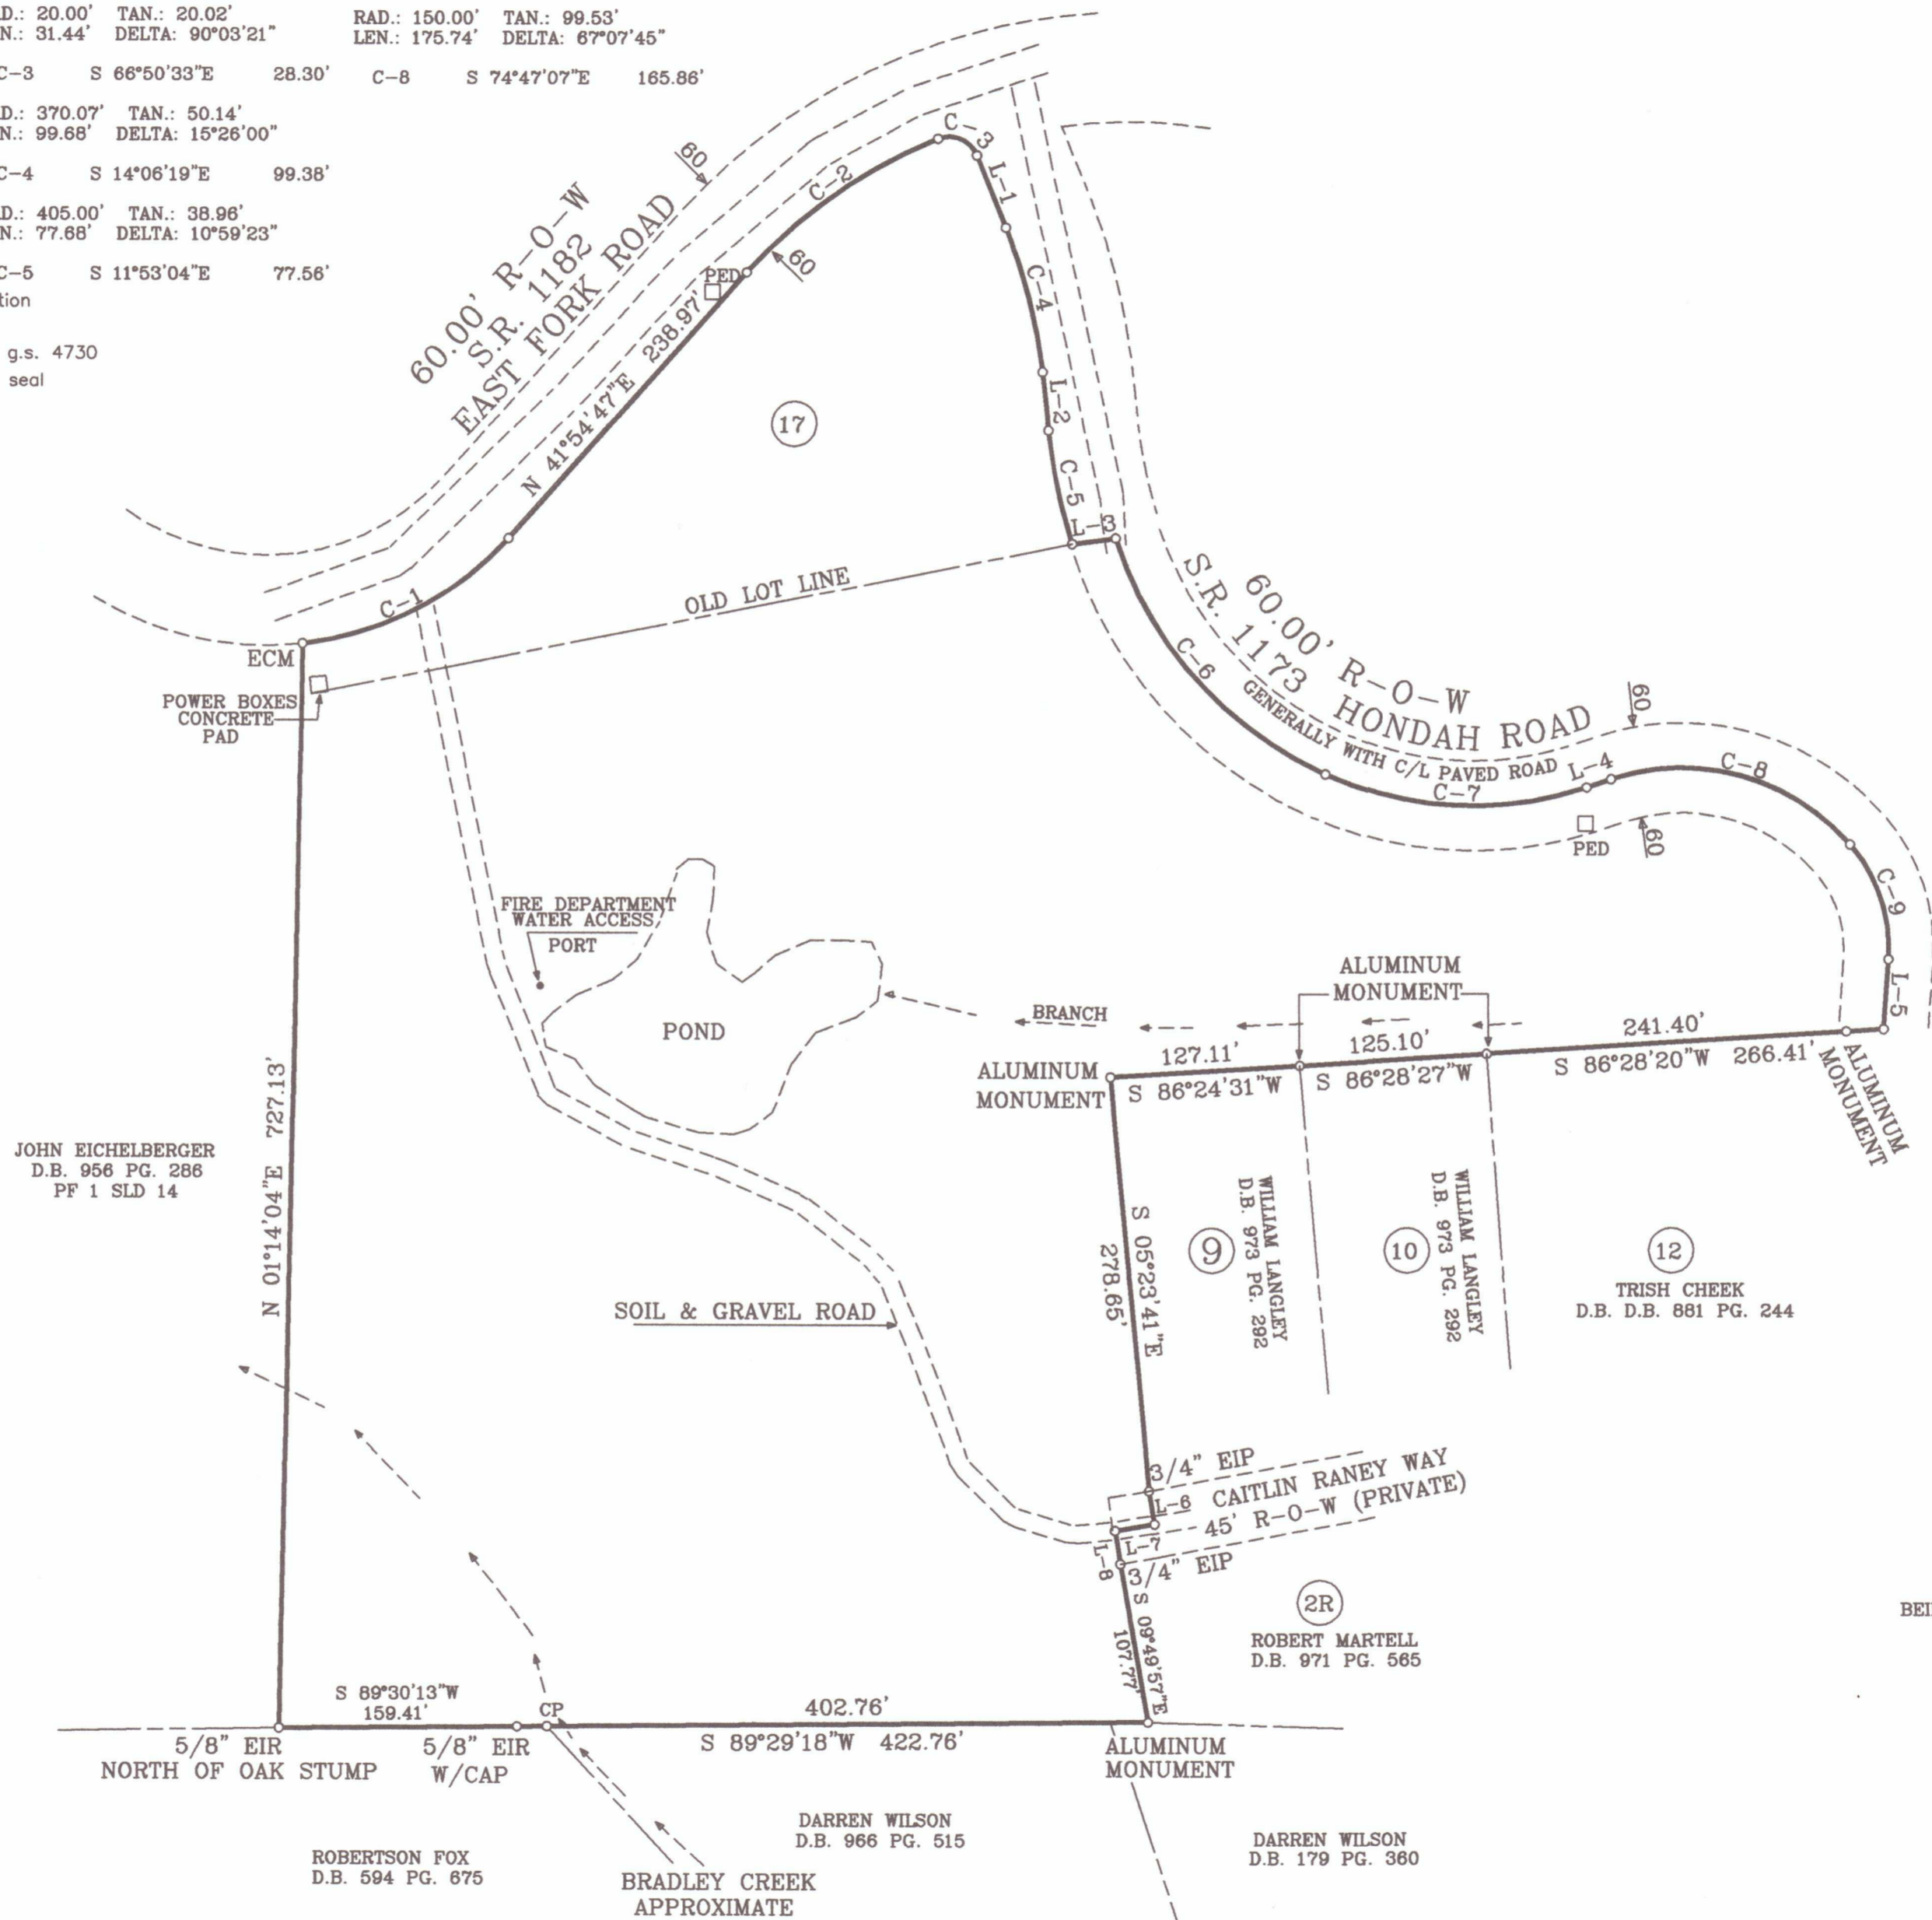 D.: 20.00' TAN.: 20.02'
N.: 31.44' DELTA: 90°03'21"
C-3 S 66°50'33"E 28.30'
D.: 370.07' TAN.: 50.14'
N.: 99.68' DELTA: 15°26'00"
C-4 S 14°06'19"E 99.38'
D.: 405.00' TAN.: 38.96'
N.: 77.68' DELTA: 10°59'23"
C-5 S 11°53'04"E 77.56'
tion
g.s. 4730
seal
RAD.: 150.00' TAN.: 99.53'
LEN.: 175.74' DELTA: 67°07'45"
C-8 S 74°47'07"E 165.86'
60.00' R-O-W
S.R. 1182
EAST FORK ROAD
60
60
C-2
C-3
L-1
PED
N 41°54'47"E 238.97'
17
C-4
L-2
C-5
L-3
OLD LOT LINE
C-1
ECM
POWER BOXES
CONCRETE
PAD
60.00' R-O-W
S.R. 1173 HONDAH ROAD
GENERALLY WITH C/L PAVED ROAD
C-6
C-7
L-4
60
C-8
PED
60
C-9
L-5
FIRE DEPARTMENT
WATER ACCESS
PORT
POND
BRANCH
ALUMINUM
MONUMENT
ALUMINUM
MONUMENT
127.11'
S 86°24'31"W
125.10'
S 86°28'27"W
241.40'
S 86°28'20"W 266.41'
ALUMINUM
MONUMENT
JOHN EICHELBERGER
D.B. 956 PG. 286
PF 1 SLD 14
N 01°14'04"E 727.13'
S 05°23'41"E
278.65'
9
WILLIAM LANGLEY
D.B. 973 PG. 292
10
WILLIAM LANGLEY
D.B. 973 PG. 292
12
TRISH CHEEK
D.B. D.B. 881 PG. 244
SOIL & GRAVEL ROAD
3/4" EIP
L-6
CAITLIN RANEY WAY
45' R-O-W (PRIVATE)
L-7
L-8
3/4" EIP
S 09°49'57"E
107.77'
2R
ROBERT MARTELL
D.B. 971 PG. 565
BEI
S 89°30'13"W
159.41'
CP
402.76'
S 89°29'18"W 422.76'
5/8" EIR
NORTH OF OAK STUMP
5/8" EIR
W/CAP
ALUMINUM
MONUMENT
ROBERTSON FOX
D.B. 594 PG. 675
DARREN WILSON
D.B. 966 PG. 515
DARREN WILSON
D.B. 179 PG. 360
BRADLEY CREEK
APPROXIMATE